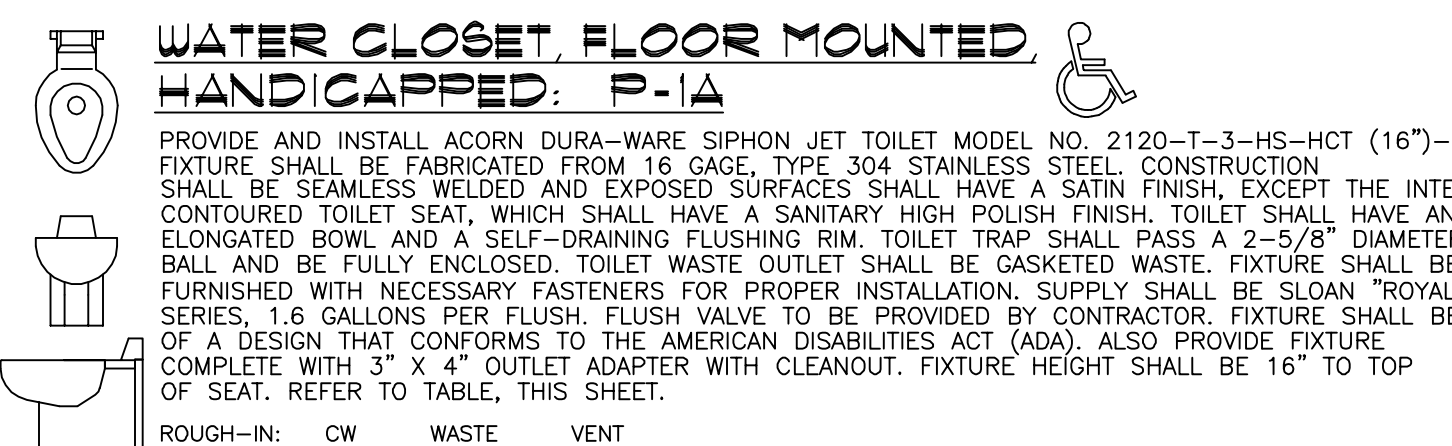 WATER CLOSET, FLOOR MOUNTED,
HANDICAPPED: P-1A
PROVIDE AND INSTALL ACORN DURA-WARE SIPHON JET TOILET MODEL NO. 2120-T-3-HS-HCT (16")-
FIXTURE SHALL BE FABRICATED FROM 16 GAGE, TYPE 304 STAINLESS STEEL. CONSTRUCTION
SHALL BE SEAMLESS WELDED AND EXPOSED SURFACES SHALL HAVE A SATIN FINISH, EXCEPT THE
CONTOURED TOILET SEAT, WHICH SHALL HAVE A SANITARY HIGH POLISH FINISH. TOILET SHALL HAVE AN
ELONGATED BOWL AND A SELF-DRAINING FLUSHING RIM. TOILET TRAP SHALL PASS A 2-5/8" DIAMETER
BALL AND BE FULLY ENCLOSED. TOILET WASTE OUTLET SHALL BE GASKETED WASTE. FIXTURE SHALL BE
FURNISHED WITH NECESSARY FASTENERS FOR PROPER INSTALLATION. SUPPLY SHALL BE SLOAN "ROYAL
SERIES, 1.6 GALLONS PER FLUSH. FLUSH VALVE TO BE PROVIDED BY CONTRACTOR. FIXTURE SHALL BE
OF A DESIGN THAT CONFORMS TO THE AMERICAN DISABILITIES ACT (ADA). ALSO PROVIDE FIXTURE
COMPLETE WITH 3" X 4" OUTLET ADAPTER WITH CLEANOUT. FIXTURE HEIGHT SHALL BE 16" TO TOP
OF SEAT. REFER TO TABLE, THIS SHEET.
ROUGH-IN: CW WASTE VENT